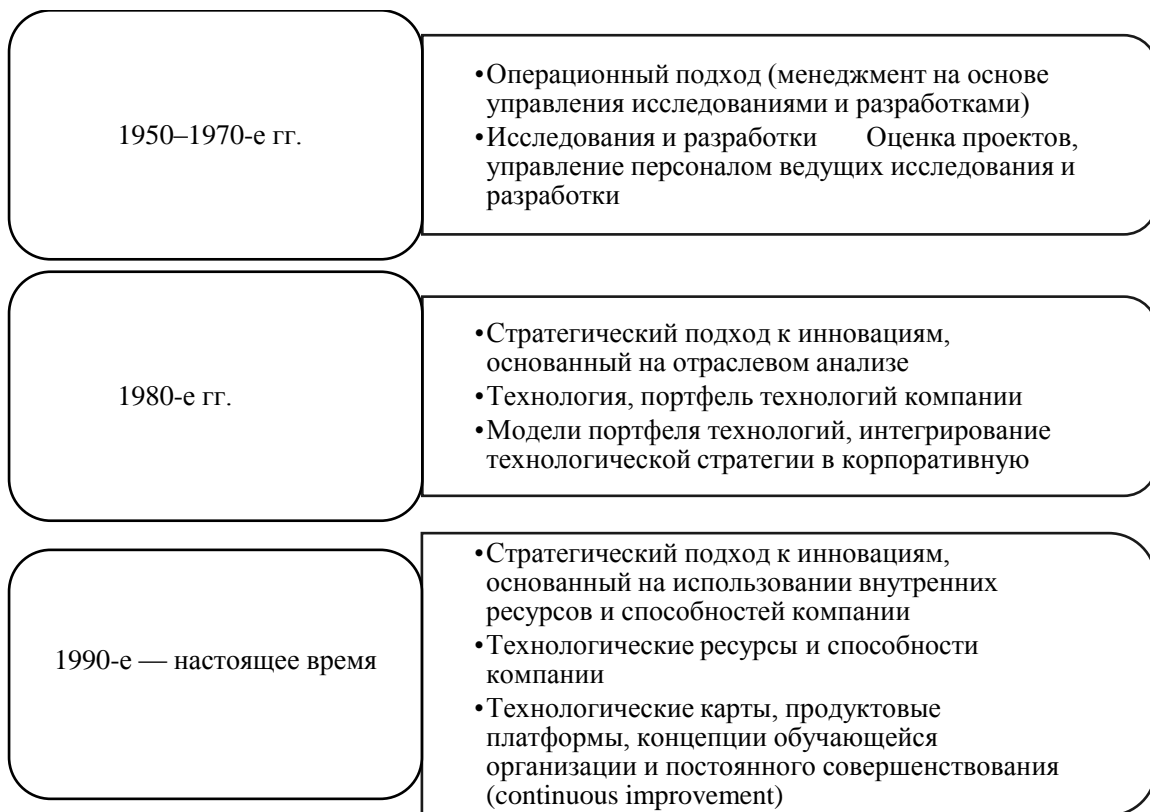 1950–1970-е гг.
•Операционный подход (менеджмент на основе
управления исследованиями и разработками)
•Исследования и разработки Оценка проектов,
управление персоналом ведущих исследования и
разработки
1980-е гг.
•Стратегический подход к инновациям,
основанный на отраслевом анализе
•Технология, портфель технологий компании
•Модели портфеля технологий, интегрирование
технологической стратегии в корпоративную
1990-е — настоящее время
•Стратегический подход к инновациям,
основанный на использовании внутренних
ресурсов и способностей компании
•Технологические ресурсы и способности
компании
•Технологические карты, продуктовые
платформы, концепции обучающейся
организации и постоянного совершенствования
(continuous improvement)